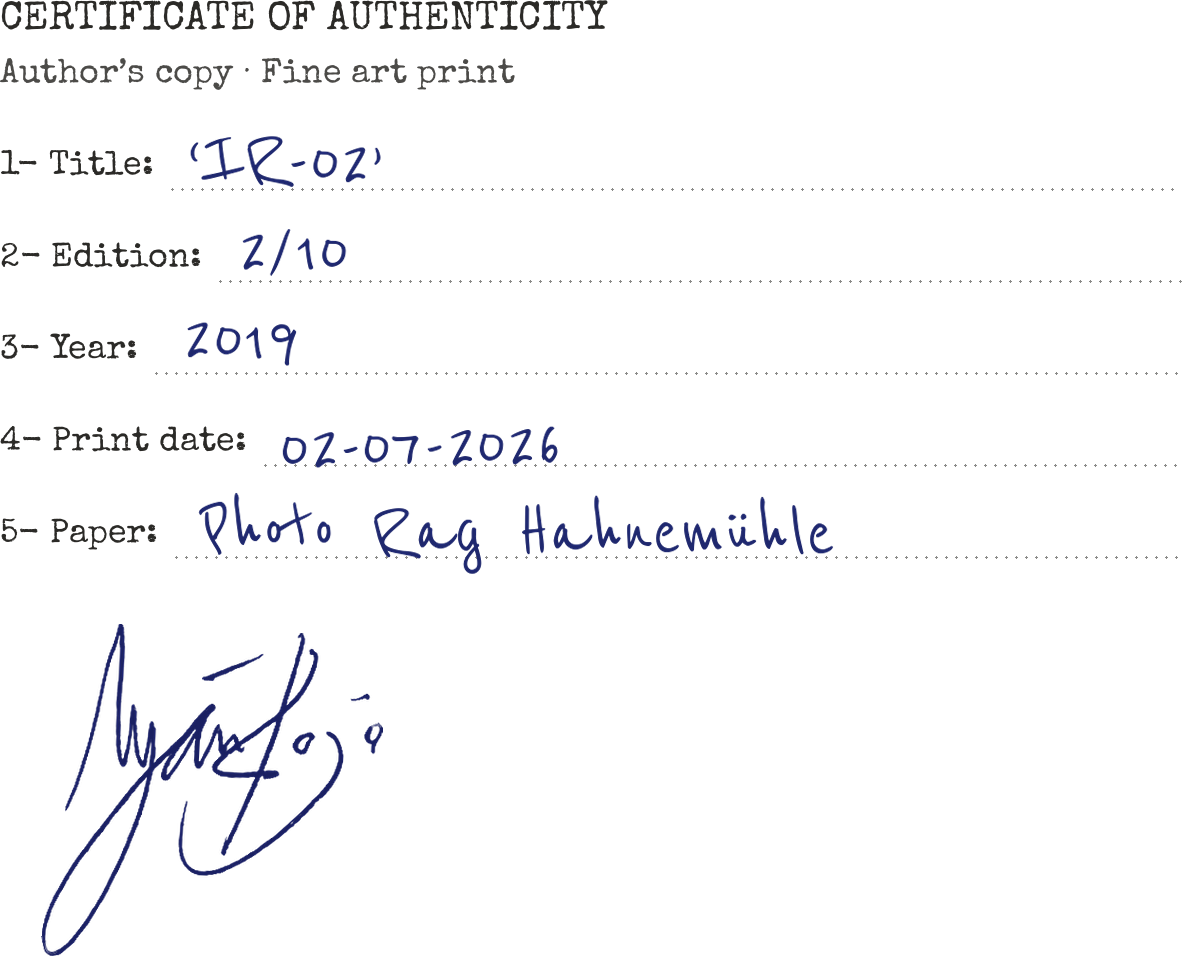 CERTIFICATE OF AUTHENTICITY
Author’s copy · Fine art print
1- Title: ‘IR-02’
2- Edition: 2/10
3- Year: 2019
4- Print date: 02-07-2026
5- Paper: Photo Rag Hahnemühle